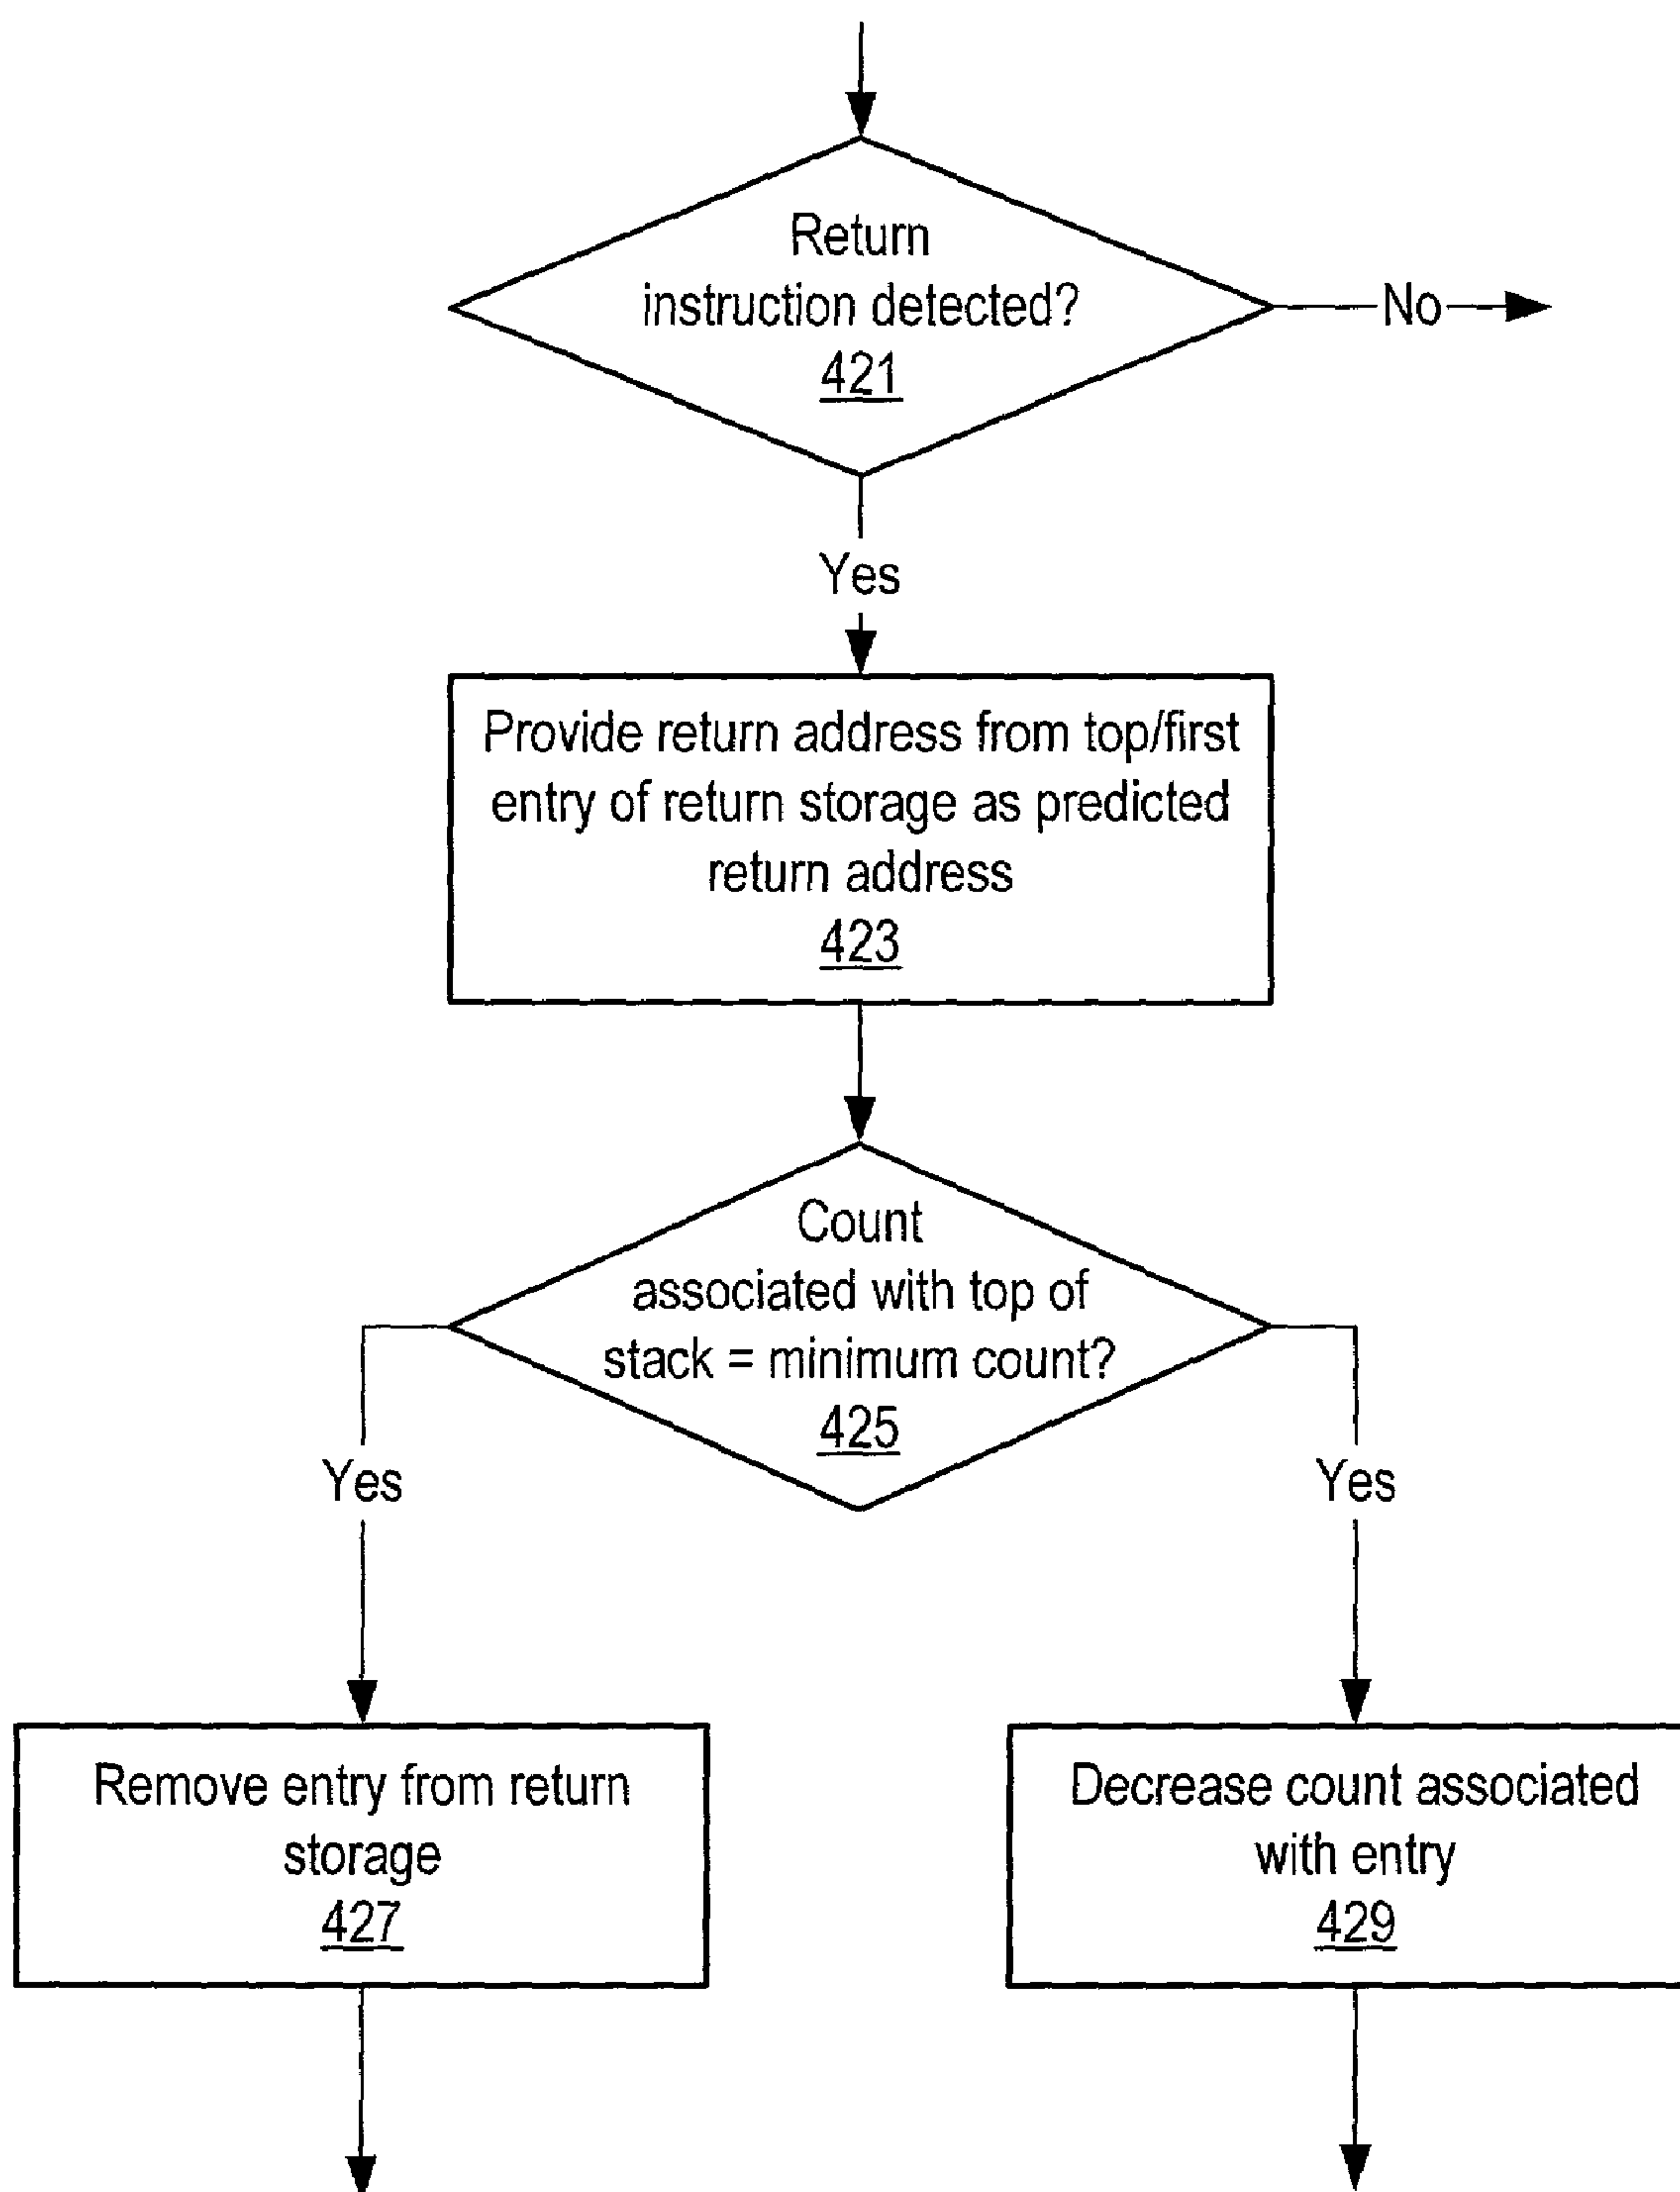 Return
instruction detected?
421
No
Yes
Provide return address from top/first
entry of return storage as predicted
return address
423
Count
associated with top of
stack = minimum count?
425
Yes
Yes
Remove entry from return
storage
427
Decrease count associated
with entry
429